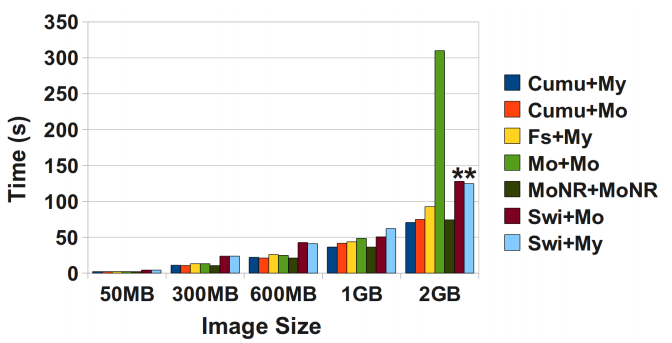 350
300
250
200
150
100
50
0
Time (s)
**
50MB 300MB 600MB 1GB 2GB
Image Size
Cumu+My
Cumu+Mo
Fs+My
Mo+Mo
MoNR+MoNR
Swi+Mo
Swi+My